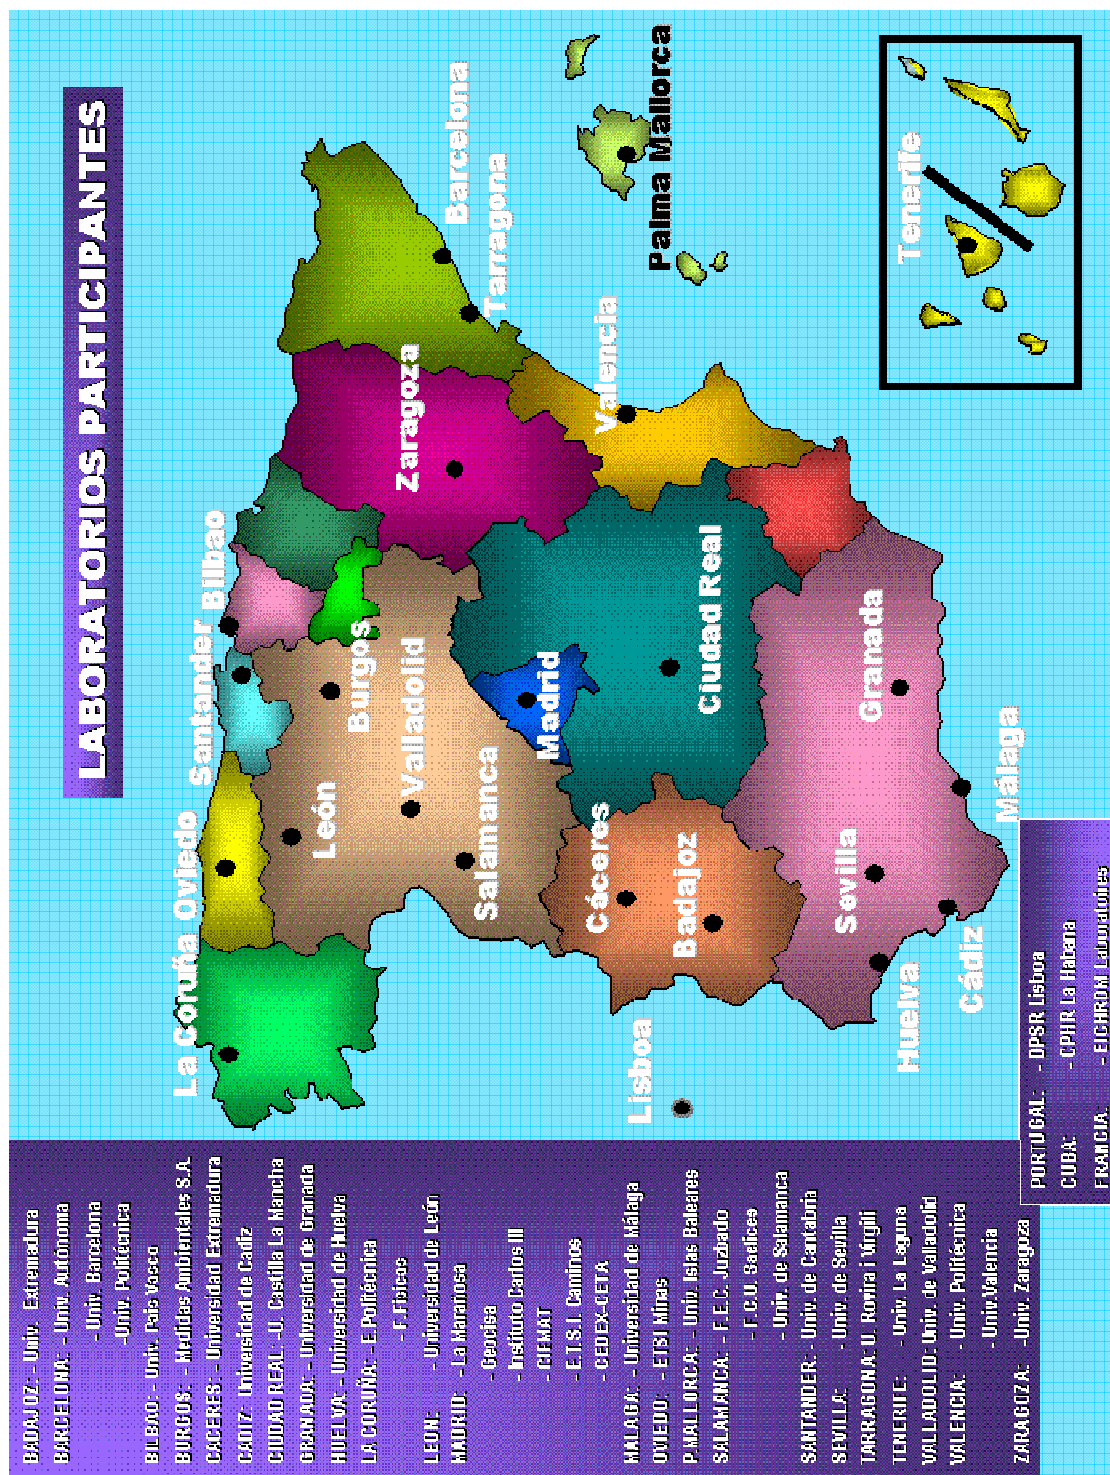 LABORATORIOS PARTICIPANTES
La Coruña
Oviedo
Santander
Bilbao
León
Burgos
Valladolid
Zaragoza
Barcelona
Tarragona
Salamanca
Madrid
Cáceres
Valencia
Palma Mallorca
Badajoz
Ciudad Real
Lisboa
Sevilla
Granada
Huelva
Cádiz
Málaga
Tenerife
BADAJOZ: - Univ. Extremadura
BARCELONA: - Univ. Autónoma
- Univ. Barcelona
-Univ. Politécnica
BILBAO: - Univ. País Vasco
BURGOS: - Medidas Ambientales S.A.
CACERES: - Universidad Extremadura
CADIZ: Universidad de Cadiz
CIUDAD REAL: -U. Castilla La Mancha
GRANADA: - Universidad de Granada
HUELVA: - Universidad de Huelva
LA CORUÑA: - E.Politécnica
- F.Físicas
LEON: - Universidad de León
MADRID: - La Marañosa
- Geocisa
- Instituto Carlos III
- CIEMAT
- E.T.S.I. Caminos
- CEDEX-CETA
MALAGA: - Universidad de Málaga
OVIEDO: - ETSI Minas
P.MALLORCA: - Univ. Islas Baleares
SALAMANCA: - F.E.C. Juzbado
- F.C.U. Saelices
- Univ. de Salamanca
SANTANDER: - Univ. de Cantabria
SEVILLA: - Univ. de Sevilla
TARRAGONA: U. Rovira i Virgili
TENERIFE: - Univ. La Laguna
VALLADOLID: Univ. de Valladolid
VALENCIA: - Univ. Politécnica
- Univ.Valencia
ZARAGOZA: -Univ. Zaragoza
PORTUGAL: - DPSR Lisboa
CUBA: - CPHR La Habana
FRANCIA: - EICHROM Laboratoires